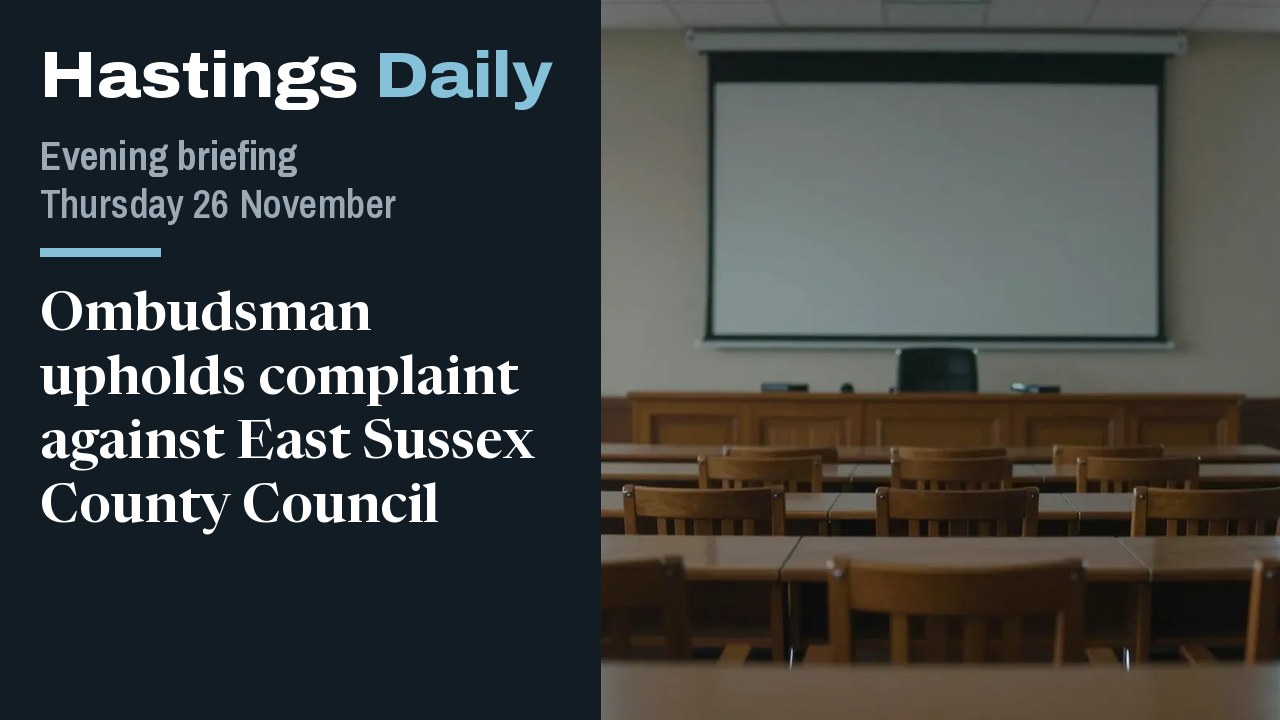 Hastings Daily
Evening briefing
Thursday 26 November
Ombudsman
upholds complaint
against East Sussex
County Council